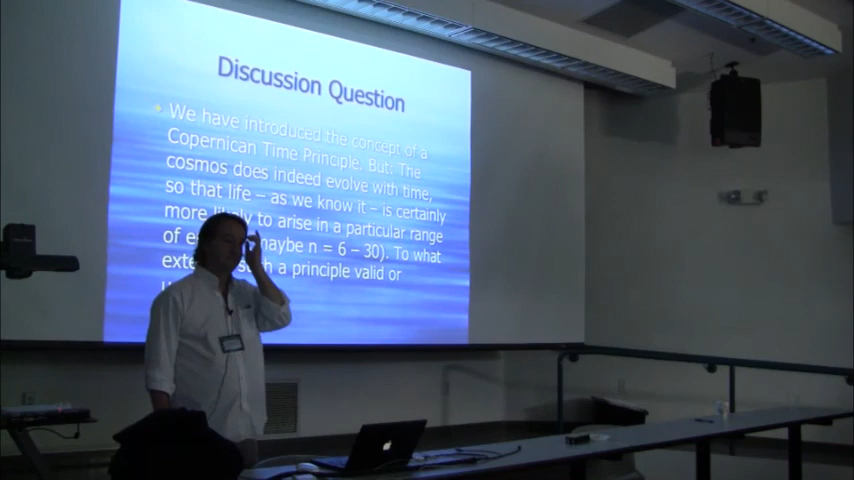 Discussion Question
We have introduced the concept of a
Copernican Time Principle. But: The
cosmos does indeed evolve with time,
so that life – as we know it – is certainly
more likely to arise in a particular range
of maybe n = 6 – 30). To what
such a principle valid or